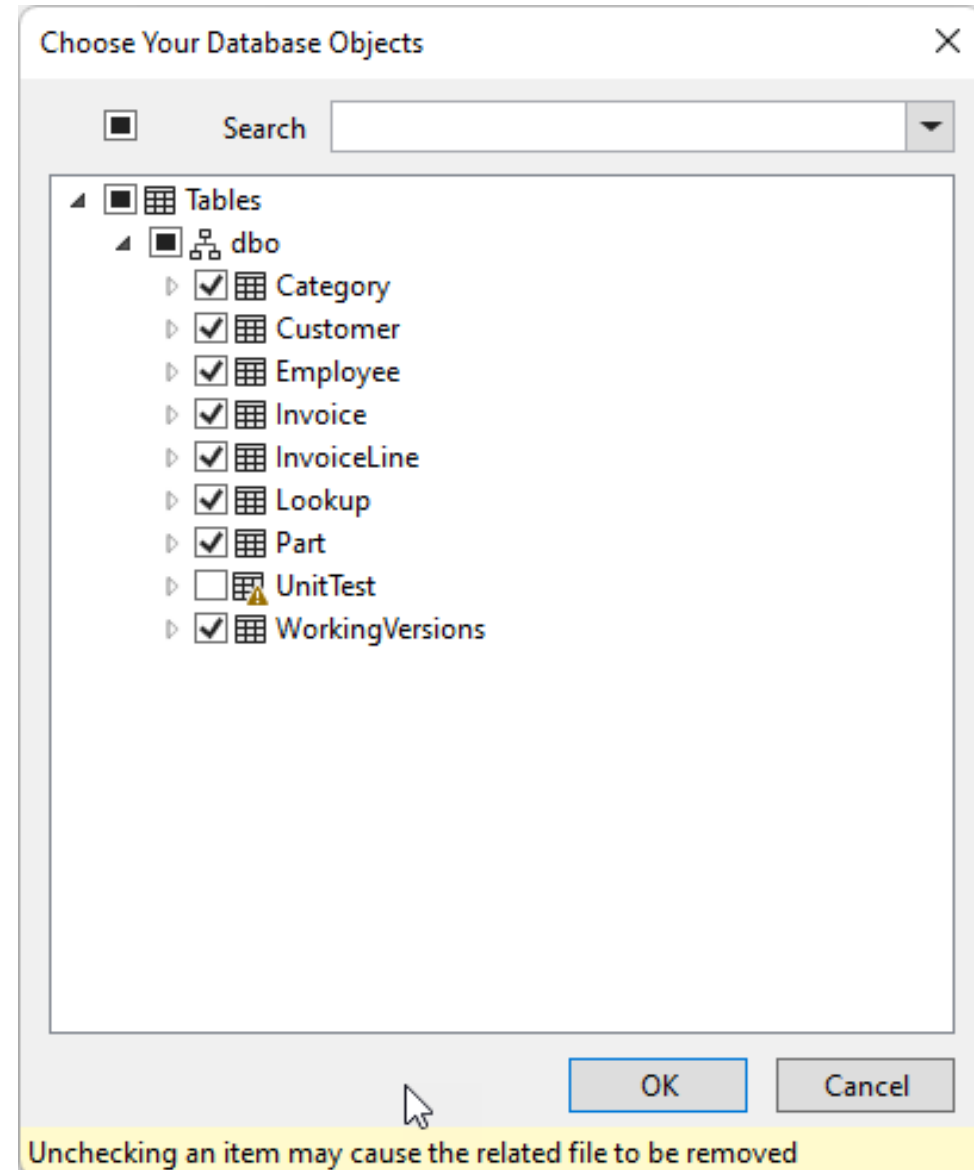 Choose Your Database Objects
Search
Tables
dbo
Category
Customer
Employee
Invoice
InvoiceLine
Lookup
Part
UnitTest
WorkingVersions
OK Cancel
Unchecking an item may cause the related file to be removed